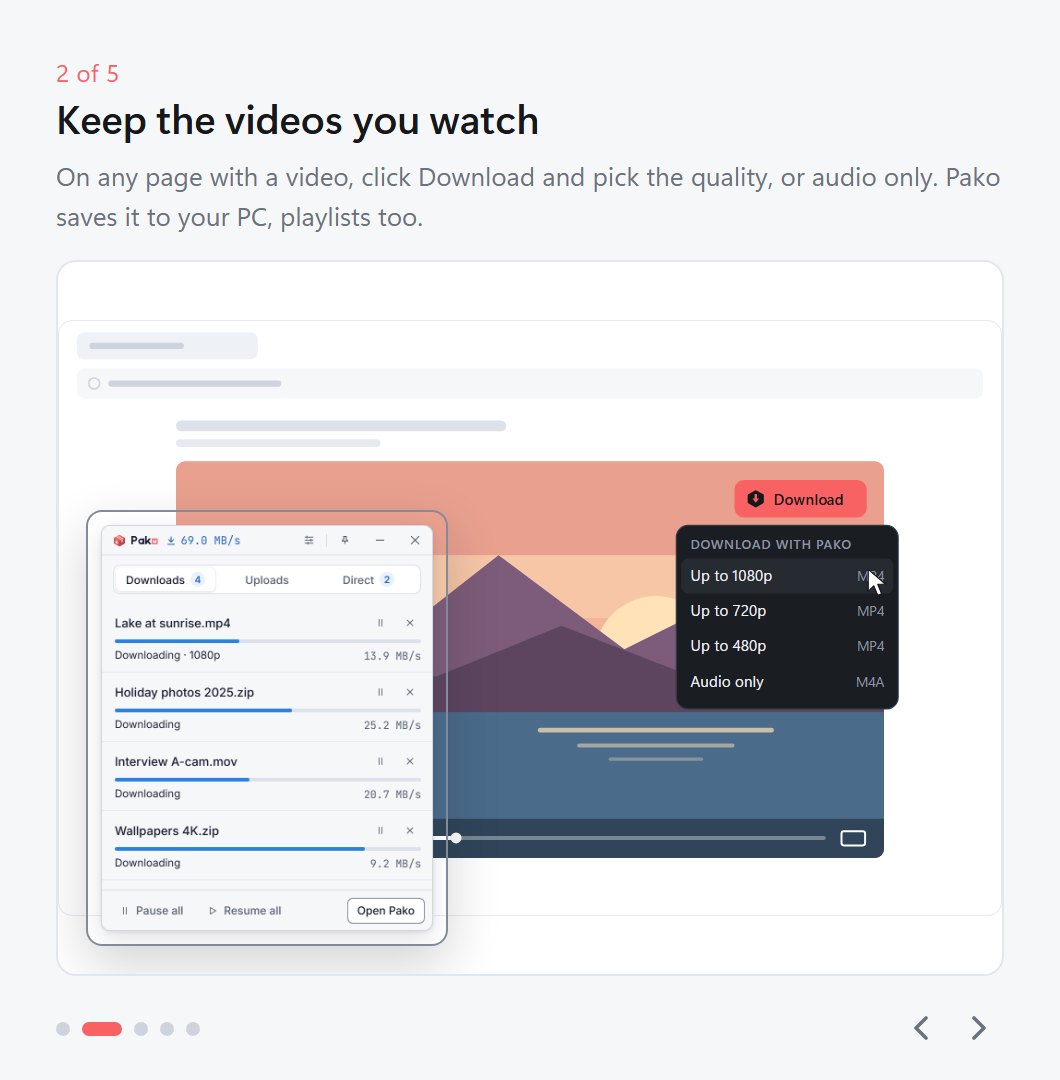 2 of 5
Keep the videos you watch
On any page with a video, click Download and pick the quality, or audio only. Pako
saves it to your PC, playlists too.
Download
DOWNLOAD WITH PAKO
Up to 1080p
Up to 720p MP4
Up to 480p MP4
Audio only M4A
69.0 MB/s
Downloads 4 Uploads Direct 2
Lake at sunrise.mp4
Downloading · 1080p 13.9 MB/s
Holiday photos 2025.zip
Downloading 25.2 MB/s
Interview A-cam.mov
Downloading 20.7 MB/s
Wallpapers 4K.zip
Downloading 9.2 MB/s
Pause all Resume all Open Pako